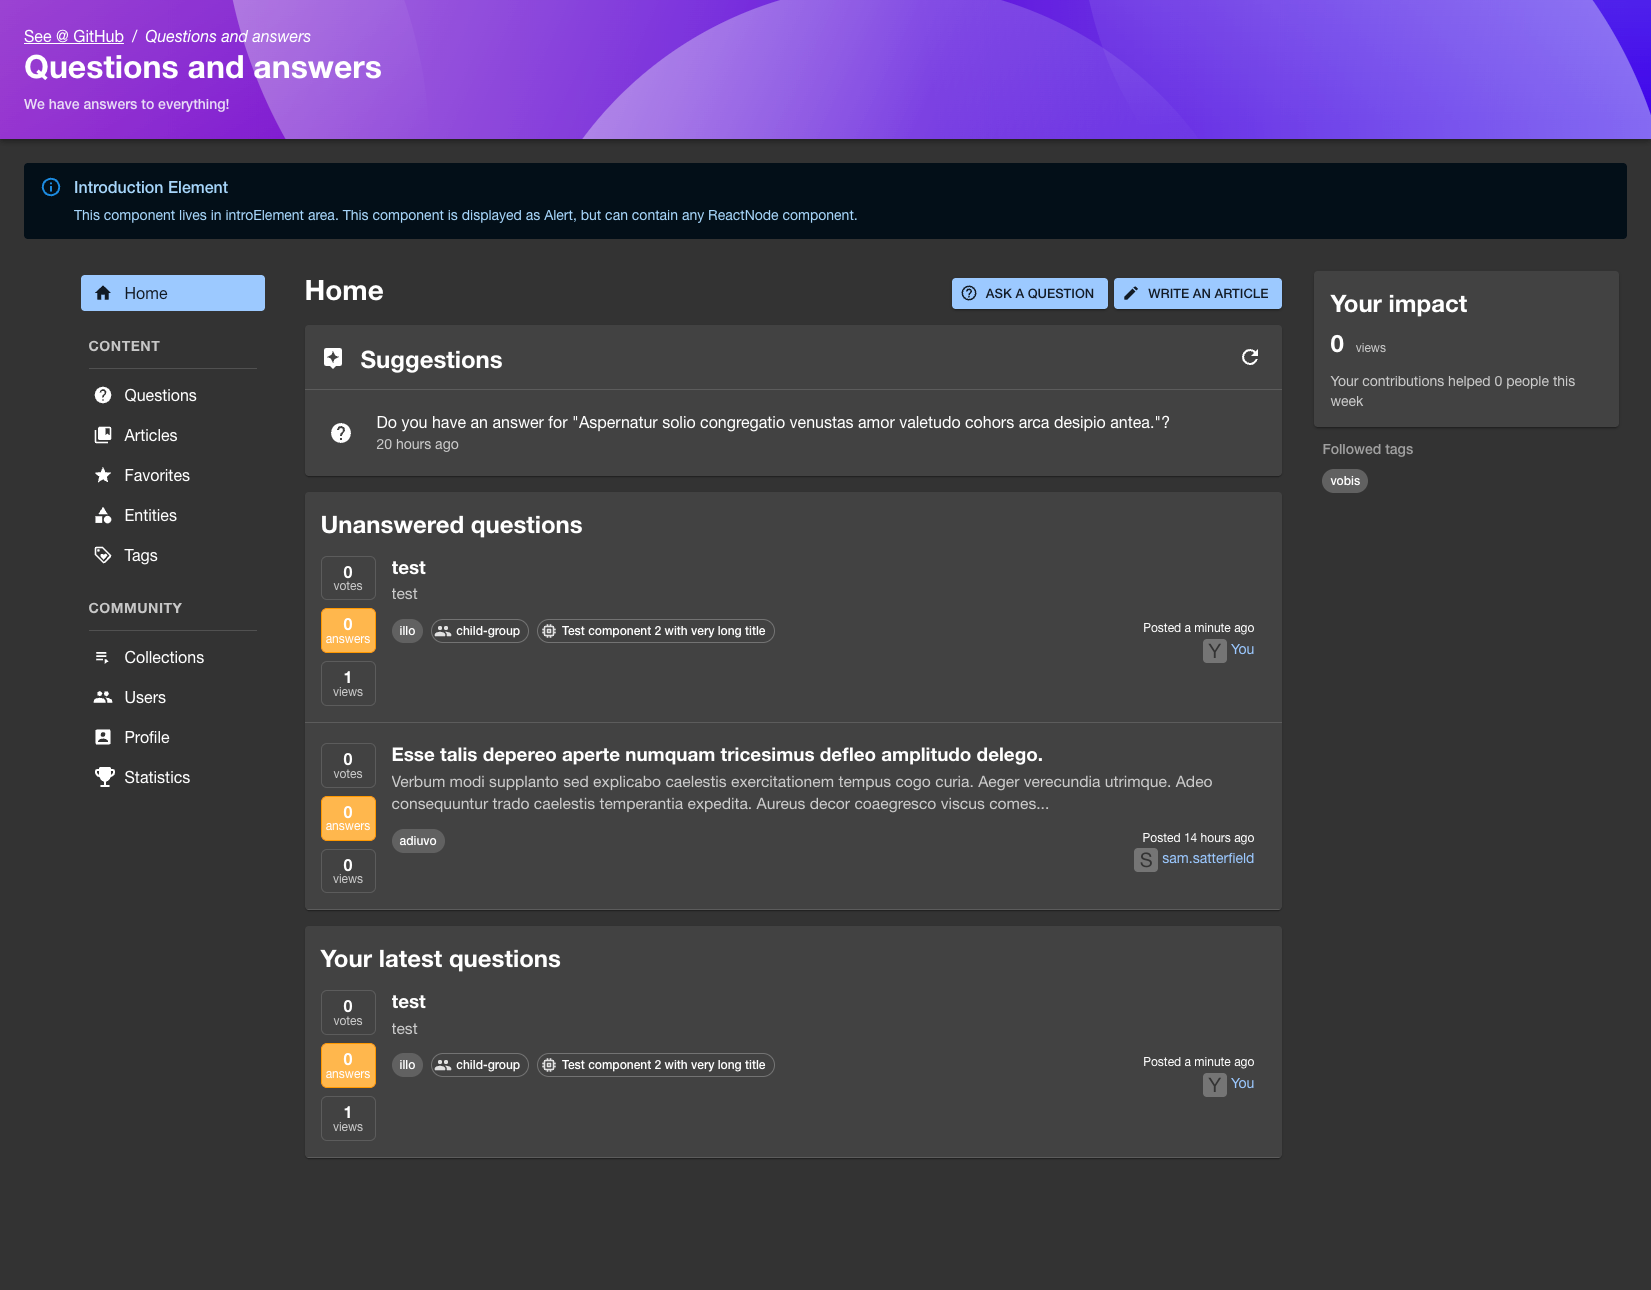 See @ GitHub / Questions and answers
Questions and answers
We have answers to everything!
Introduction Element
This component lives in introElement area. This component is displayed as Alert, but can contain any ReactNode component.
Home
CONTENT
Questions
Articles
Favorites
Entities
Tags
COMMUNITY
Collections
Users
Profile
Statistics
Home
ASK A QUESTION
WRITE AN ARTICLE
Suggestions
Do you have an answer for "Aspernatur solio congregatio venustas amor valetudo cohors arca desipio antea."?
20 hours ago
Unanswered questions
0
votes
0
answers
1
views
test
test
illo child-group Test component 2 with very long title
Posted a minute ago
Y You
0
votes
0
answers
0
views
Esse talis depereo aperte numquam tricesimus defleo amplitudo delego.
Verbum modi supplanto sed explicabo caelestis exercitationem tempus cogo curia. Aeger verecundia utrimque. Adeo
consequuntur trado caelestis temperantia expedita. Aureus decor coaegresco viscus comes...
adiuvo
Posted 14 hours ago
S sam.satterfield
Your latest questions
0
votes
0
answers
1
views
test
test
illo child-group Test component 2 with very long title
Posted a minute ago
Y You
Your impact
0 views
Your contributions helped 0 people this
week
Followed tags
vobis